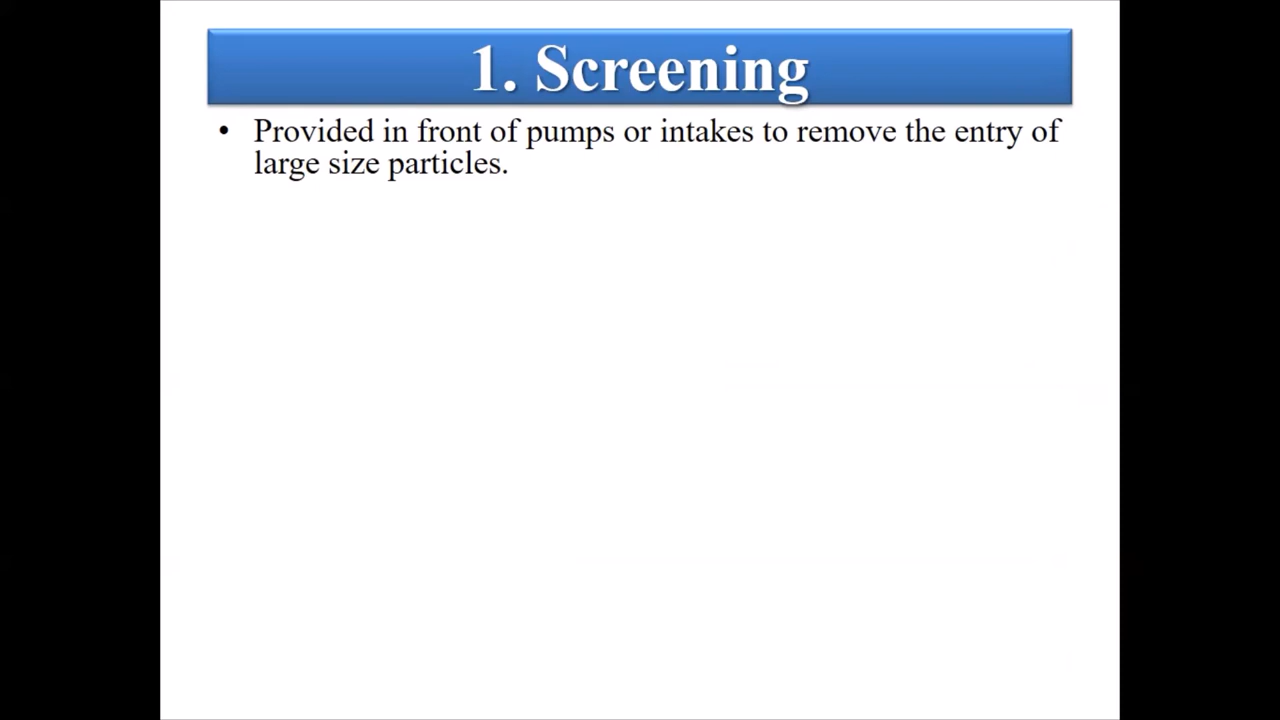 1. Screening
• Provided in front of pumps or intakes to remove the entry of
large size particles.